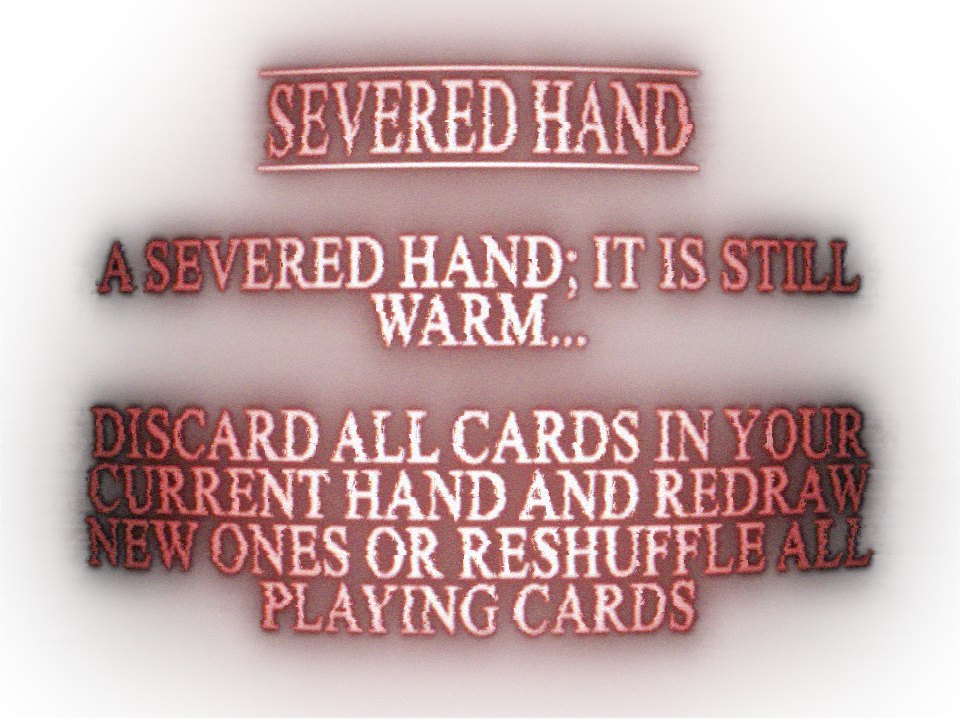 SEVERED HAND
A SEVERED HAND; IT IS STILL
WARM...
DISCARD ALL CARDS IN YOUR
CURRENT HAND AND REDRAW
NEW ONES OR RESHUFFLE ALL
PLAYING CARDS